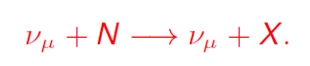 ν_μ + N ⟶ ν_μ + X.